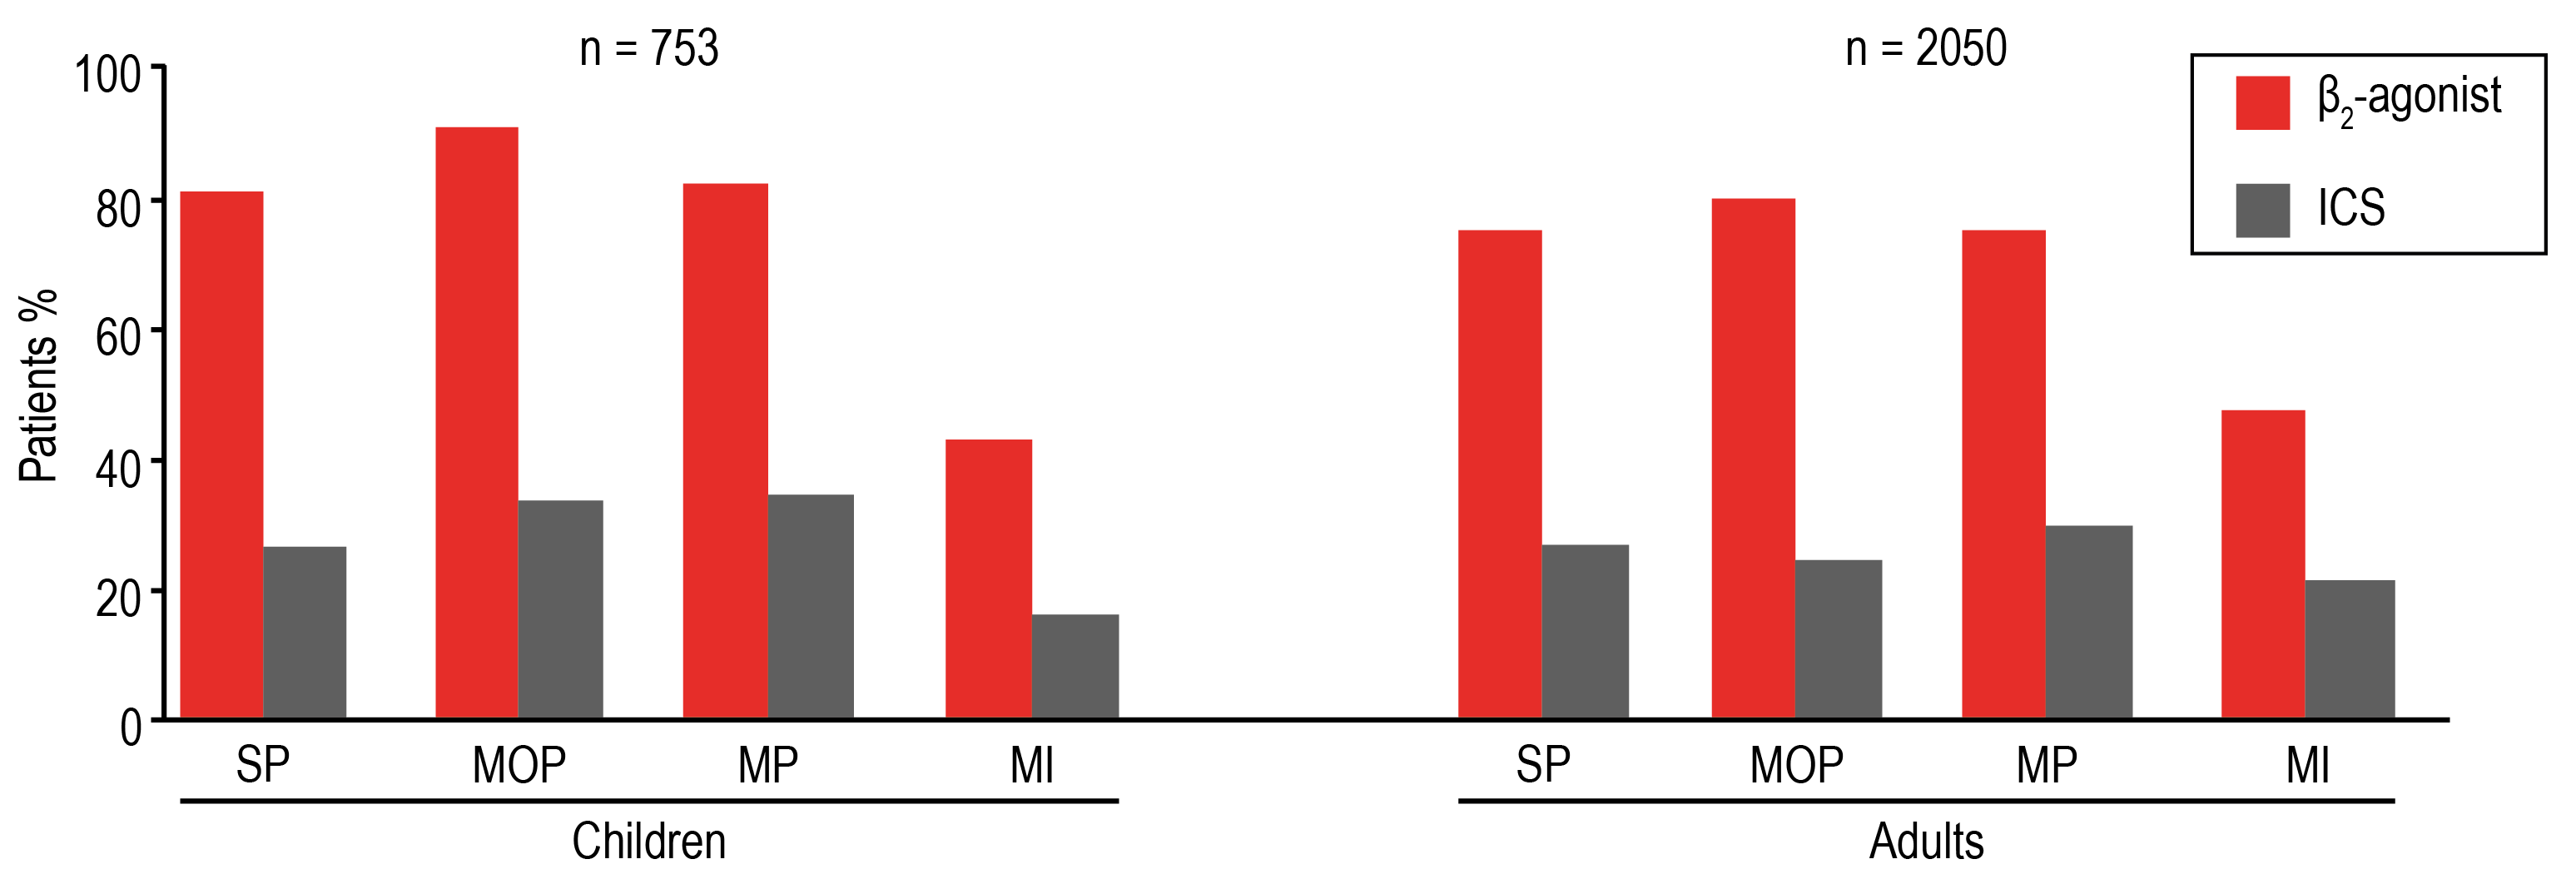 n = 753
n = 2050
β2-agonist
ICS
Patients %
100
80
60
40
20
0
SP MOP MP MI SP MOP MP MI
Children Adults